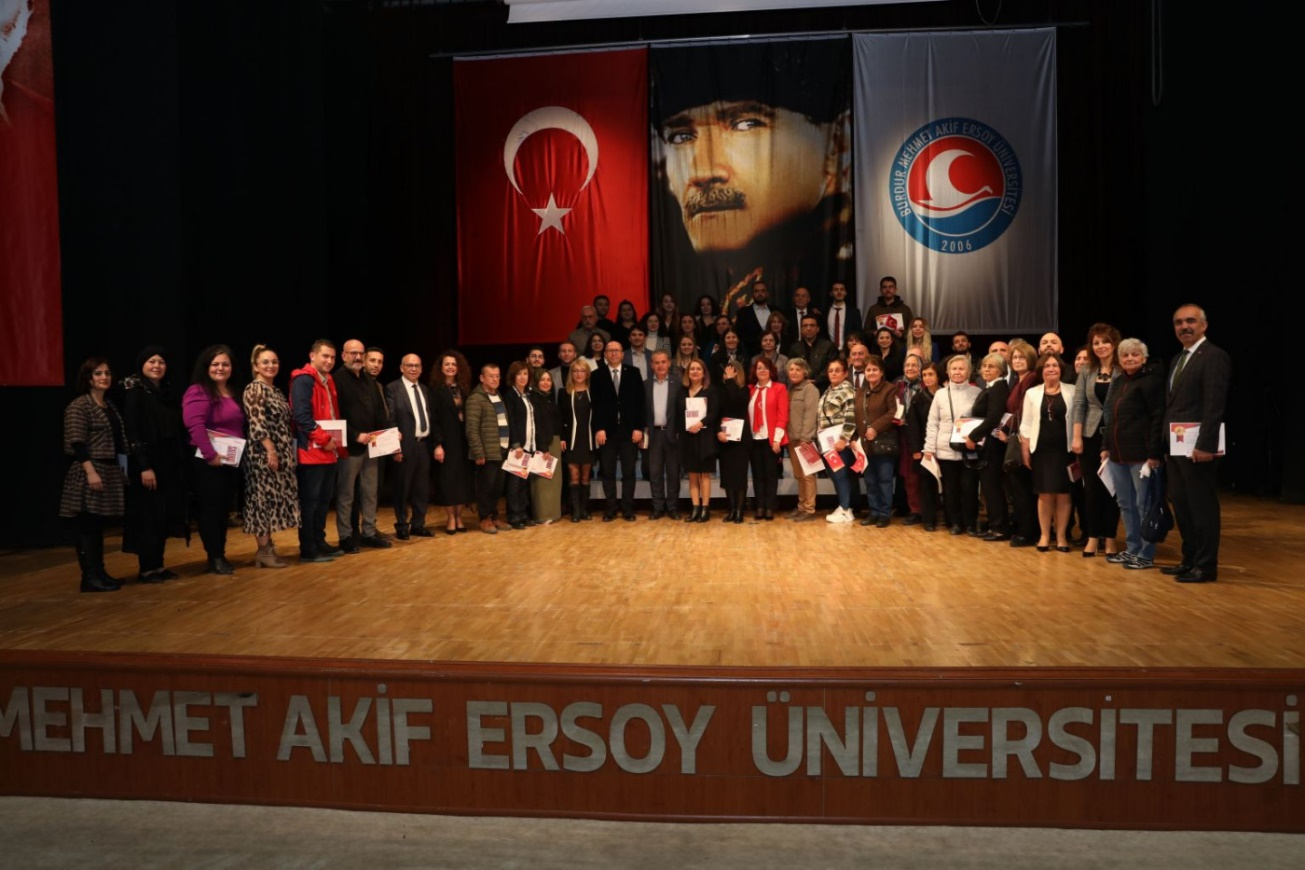 BURDUR MEHMET AKİF ERSOY ÜNİVERSİTESİ
2006
MEHMET AKİF ERSOY ÜNİVERSİTESİ